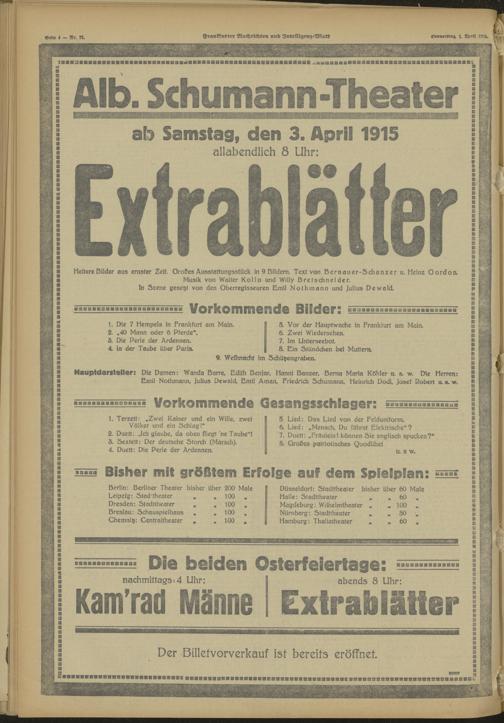 Seite 4 — Nr. 75.
Frankfurter Nachrichten und Intelligenz-Blatt
Donnerstag, 1. April 1915.
Alb. Schumann-Theater
ab Samstag, den 3. April 1915
allabendlich 8 Uhr:
Extrablätter
Heitere Bilder aus ernster Zeit. Großes Ausstattungsstück in 9 Bildern. Text von Bernauer-Schanzer u. Heinz Gordon.
Musik von Walter Kollo und Willy Bretschneider.
In Scene gesetzt von den Oberregisseuren Emil Nothmann und Julius Dewald.
Vorkommende Bilder:
1. Die 7 Hempels in Frankfurt am Main.
2. „40 Mann oder 6 Pferde“.
3. Die Perle der Ardennen.
4. In der Taube über Paris.
5. Vor der Hauptwache in Frankfurt am Main.
6. Zwei Wiedersehen.
7. Im Unterseebot.
8. Ein Stündchen bei Muttern.
9. Weihnacht im Schützengraben.
Hauptdarsteller: Die Damen: Wanda Barre, Edith Benjar, Hanni Banzer, Berna Maria Köhler u. s. w. Die Herren:
Emil Nothmann, Julius Dewald, Emil Aman, Friedrich Schumann, Heinrich Dodl, Josef Robert u. s. w.
Vorkommende Gesangsschlager:
1. Terzett: „Zwei Kaiser und ein Wille, zwei
Völker und ein Schlag!“
2. Duett: „Ich glaube, da oben fliegt 'ne Taube“!
3. Sextett: Der deutsche Storch (Marsch).
4. Duett: Die Perle der Ardennen.
5. Lied: Das Lied von der Felduniform.
6. Lied: „Mensch, Du fährst Elektrische“?
7. Duett: „Fräulein! können Sie englisch spucken?“
8. Großes patriotisches Quodlibet
u. s w.
Bisher mit größtem Erfolge auf dem Spielplan:
Berlin: Berliner Theater bisher über 200 Male
Leipzig: Stadttheater „ „ 100 „
Dresden: Stadttheater „ „ 100 „
Breslau: Schauspielhaus „ „ 100 „
Chemnitz: Centraltheater „ „ 100 „
Düsseldorf: Stadttheater bisher über 60 Male
Halle: Stadttheater „ „ 60 „
Magdeburg: Wilhelmtheater „ „ 100 „
Nürnberg: Stadttheater „ „ 50 „
Hamburg: Thaliatheater „ „ 60 „
Die beiden Osterfeiertage:
nachmittags 4 Uhr:
Kam'rad Männe
abends 8 Uhr:
Extrablätter
Der Billetvorverkauf ist bereits eröffnet.